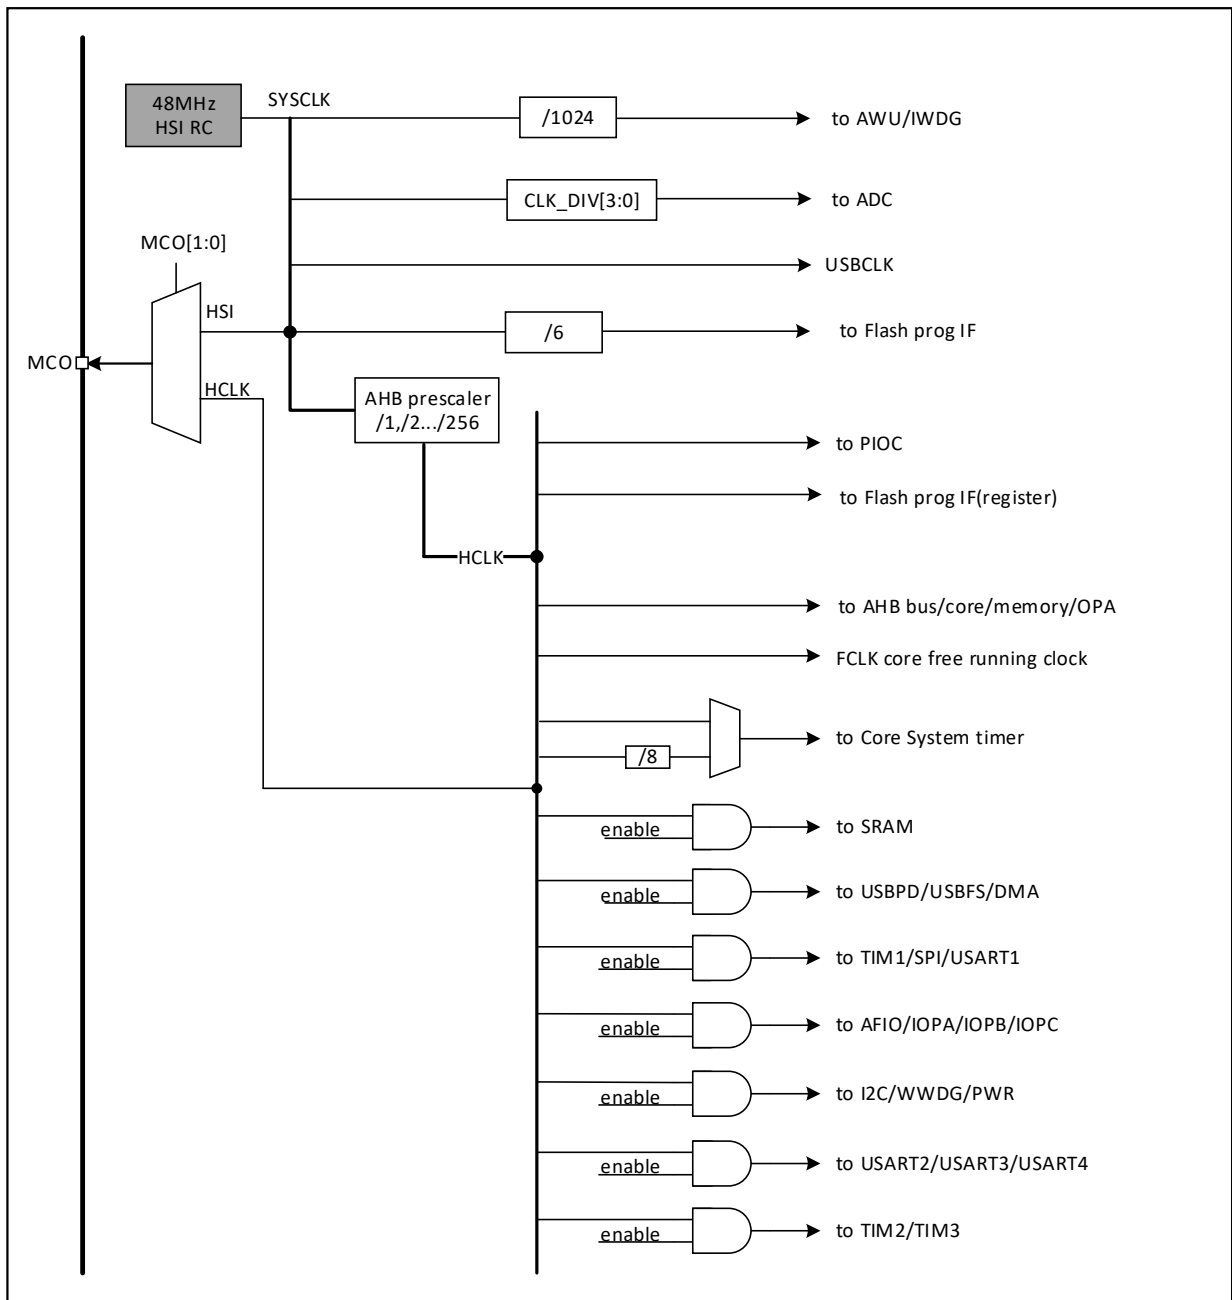 48MHz
HSI RC
SYSCLK
/1024
to AWU/IWDG
CLK_DIV[3:0]
to ADC
MCO[1:0]
USBCLK
HSI
/6
to Flash prog IF
MCO
HCLK
AHB prescaler
/1,/2.../256
to PIOC
to Flash prog IF(register)
HCLK
to AHB bus/core/memory/OPA
FCLK core free running clock
to Core System timer
/8
enable
to SRAM
enable
to USBPD/USBFS/DMA
enable
to TIM1/SPI/USART1
enable
to AFIO/IOPA/IOPB/IOPC
enable
to I2C/WWDG/PWR
enable
to USART2/USART3/USART4
enable
to TIM2/TIM3